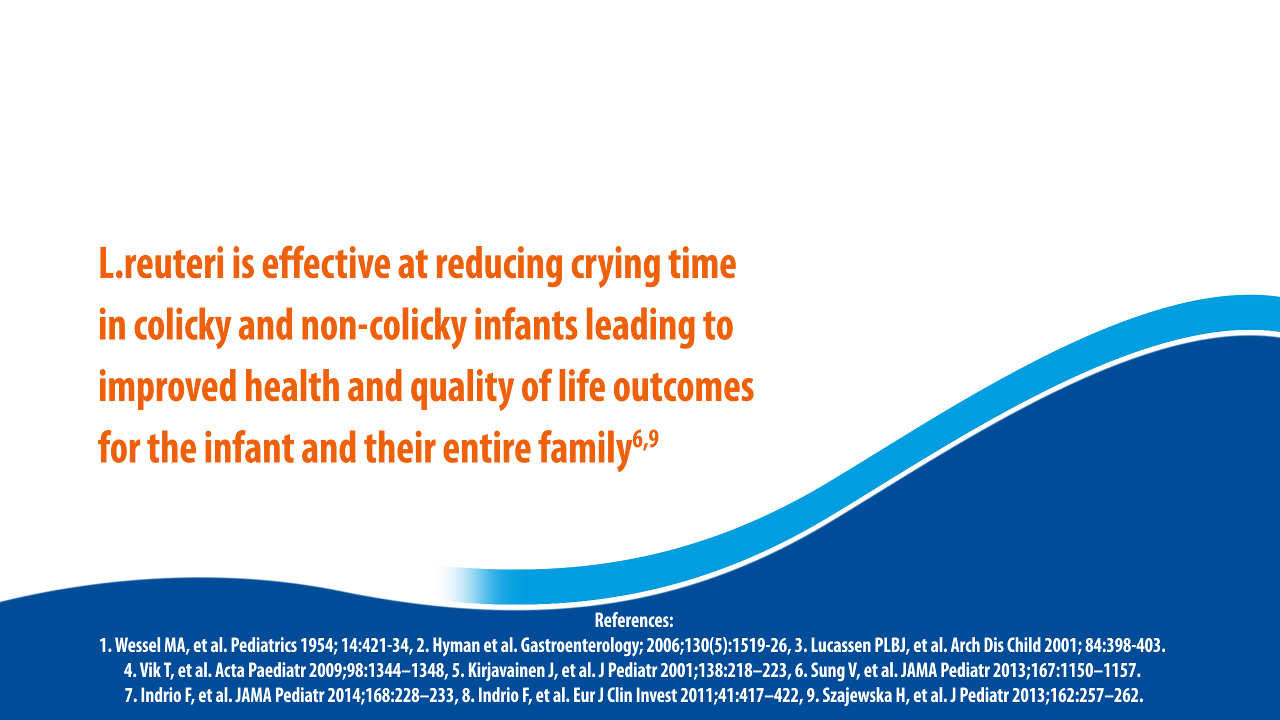 L.reuteri is effective at reducing crying time
in colicky and non-colicky infants leading to
improved health and quality of life outcomes
for the infant and their entire family6,9
References:
1. Wessel MA, et al. Pediatrics 1954; 14:421-34, 2. Hyman et al. Gastroenterology; 2006;130(5):1519-26, 3. Lucassen PLBJ, et al. Arch Dis Child 2001; 84:398-403.
4. Vik T, et al. Acta Paediatr 2009;98:1344–1348, 5. Kirjavainen J, et al. J Pediatr 2001;138:218–223, 6. Sung V, et al. JAMA Pediatr 2013;167:1150–1157.
7. Indrio F, et al. JAMA Pediatr 2014;168:228–233, 8. Indrio F, et al. Eur J Clin Invest 2011;41:417–422, 9. Szajewska H, et al. J Pediatr 2013;162:257–262.